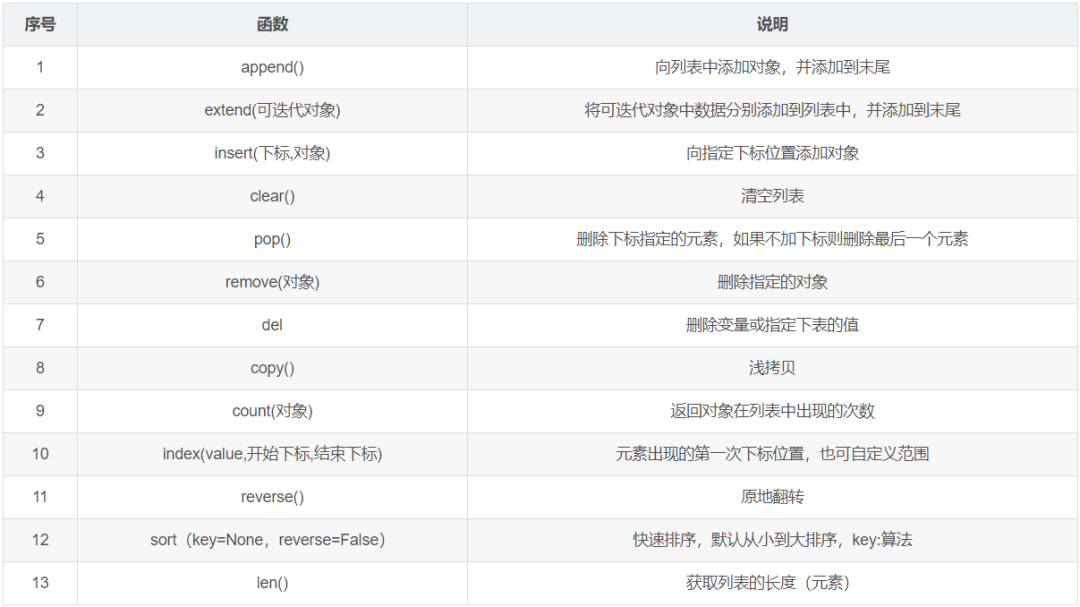 序号 函数 说明
1 append() 向列表中添加对象，并添加到末尾
2 extend(可迭代对象) 将可迭代对象中数据分别添加到列表中，并添加到末尾
3 insert(下标,对象) 向指定下标位置添加对象
4 clear() 清空列表
5 pop() 删除下标指定的元素，如果不加下标则删除最后一个元素
6 remove(对象) 删除指定的对象
7 del 删除变量或指定下表的值
8 copy() 浅拷贝
9 count(对象) 返回对象在列表中出现的次数
10 index(value,开始下标,结束下标) 元素出现的第一次下标位置，也可自定义范围
11 reverse() 原地翻转
12 sort（key=None，reverse=False） 快速排序，默认从小到大排序，key:算法
13 len() 获取列表的长度（元素）